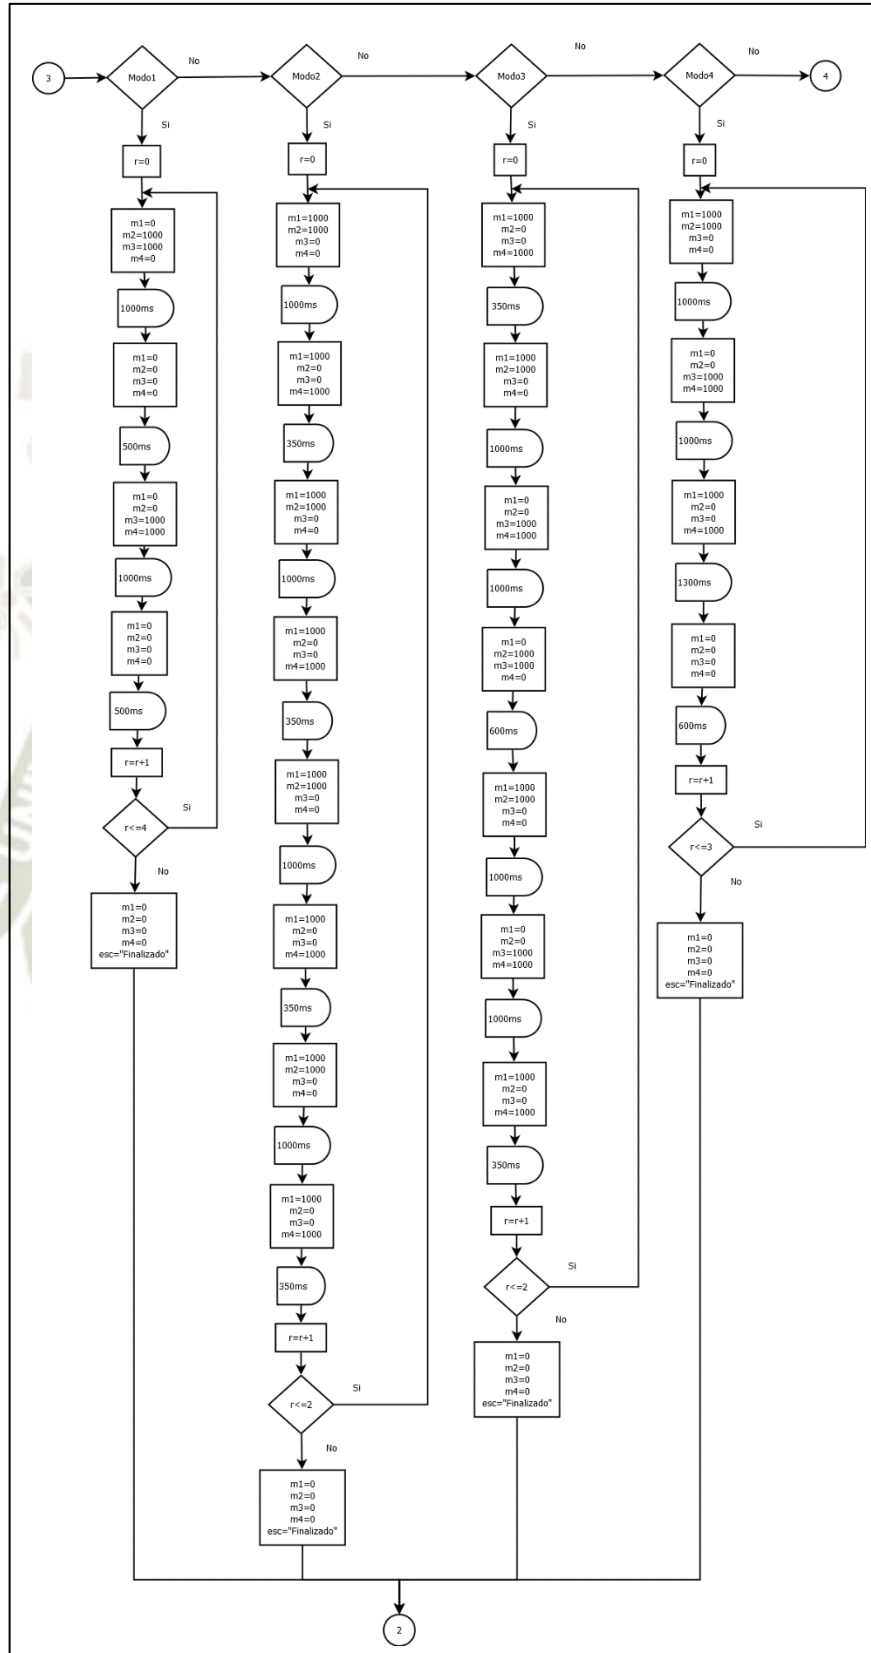 3
Modo1
No
Modo2
No
Modo3
No
Modo4
No
4
Si
r=0
m1=0
m2=1000
m3=1000
m4=0
1000ms
m1=0
m2=0
m3=0
m4=0
500ms
m1=0
m2=0
m3=1000
m4=1000
1000ms
m1=0
m2=0
m3=0
m4=0
500ms
r=r+1
r<=4
Si
No
m1=0
m2=0
m3=0
m4=0
esc="Finalizado"
Si
r=0
m1=1000
m2=1000
m3=0
m4=0
1000ms
m1=1000
m2=0
m3=0
m4=1000
350ms
m1=1000
m2=1000
m3=0
m4=0
1000ms
m1=1000
m2=0
m3=0
m4=1000
350ms
m1=1000
m2=1000
m3=0
m4=0
1000ms
m1=1000
m2=0
m3=0
m4=1000
350ms
m1=1000
m2=1000
m3=0
m4=0
1000ms
m1=1000
m2=0
m3=0
m4=1000
350ms
r=r+1
r<=2
Si
No
m1=0
m2=0
m3=0
m4=0
esc="Finalizado"
Si
r=0
m1=1000
m2=0
m3=0
m4=1000
350ms
m1=1000
m2=1000
m3=0
m4=0
1000ms
m1=0
m2=0
m3=1000
m4=1000
1000ms
m1=0
m2=1000
m3=1000
m4=0
600ms
m1=1000
m2=1000
m3=0
m4=0
1000ms
m1=0
m2=0
m3=1000
m4=1000
1000ms
m1=1000
m2=0
m3=0
m4=1000
350ms
r=r+1
r<=2
Si
No
m1=0
m2=0
m3=0
m4=0
esc="Finalizado"
Si
r=0
m1=1000
m2=1000
m3=0
m4=0
1000ms
m1=0
m2=0
m3=1000
m4=1000
1000ms
m1=1000
m2=0
m3=0
m4=1000
1300ms
m1=0
m2=0
m3=0
m4=0
600ms
r=r+1
r<=3
Si
No
m1=0
m2=0
m3=0
m4=0
esc="Finalizado"
2